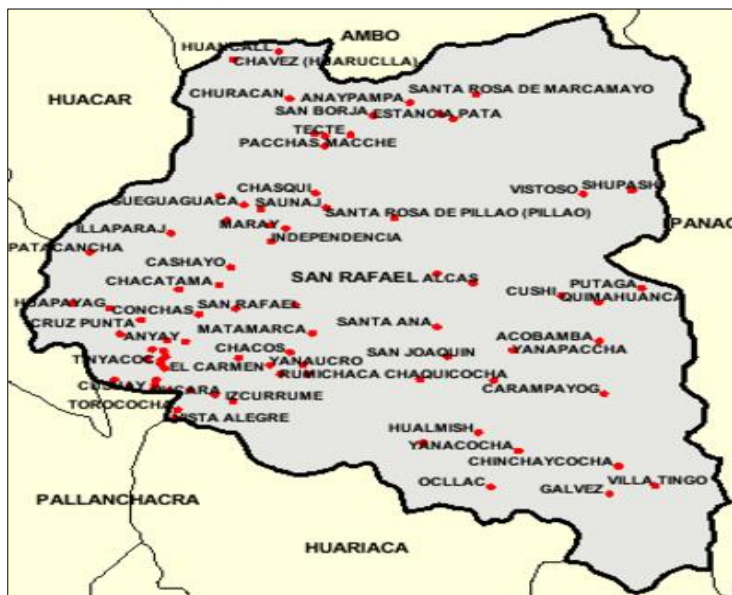 AMBO
HUANCALL
CHAVEZ (HUARUCLLA)
HUACAR
CHURACAN
ANAYPAMPA
SANTA ROSA DE MARCAMAYO
SAN BORJA
ESTANCIA PATA
TECTE
PACCHAS MACCHE
CHASQUI
VISTOSO
SHUPASH
GUEGUAGUACA
SAUNAJ
SANTA ROSA DE PILLAO (PILLAO)
ILLAPARAJ
MARAY
PANAO
INDEPENDENCIA
PATACANCHA
CASHAYO
SAN RAFAEL
ALCAS
CHACATAMA
CUSHI
PUTAGA
QUIMAHUANCA
HUAPAYAG
CONCHAS
SAN RAFAEL
CRUZ PUNTA
ANYAY
MATAMARCA
SANTA ANA
ACOBAMBA
CHACOS
SAN JOAQUIN
YANAPACCHA
TINYACOC
EL CARMEN
YANAUCRO
RUMICHACA
CHAQUICOCHA
CARAMPAYOG
IZCURRUME
TOROCOCHA
VISTA ALEGRE
HUALMISH
YANACOCHA
CHINCHAYCOCHA
OCLLAC
GALVEZ
VILLA TINGO
PALLANCHACRA
HUARIACA